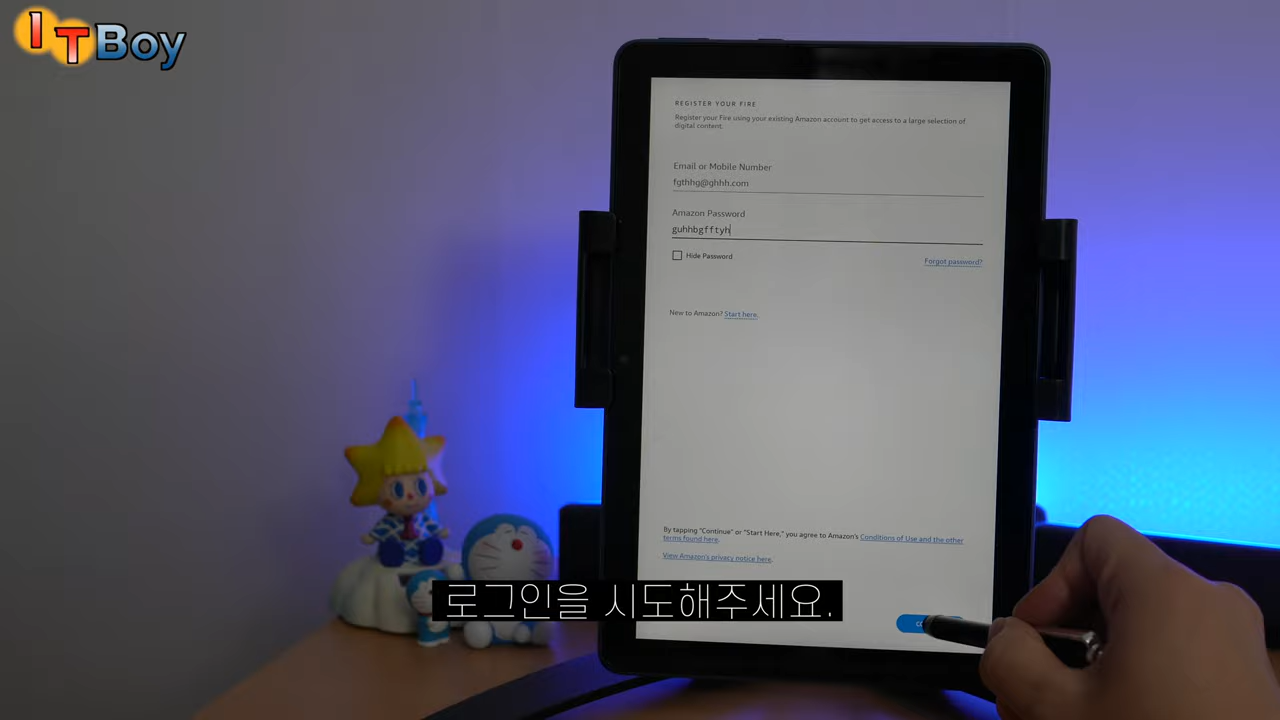 ITBoy
REGISTER YOUR FIRE
Register your Fire using your existing Amazon account to get access to a large selection of
digital content.
Email or Mobile Number
fgthhg@ghhh.com
Amazon Password
guhhbgfftyh
Hide Password
Forgot password?
New to Amazon? Start here.
By tapping "Continue" or "Start Here," you agree to Amazon's Conditions of Use and the other
terms found here.
View Amazon's privacy notice here.
로그인을 시도해주세요.